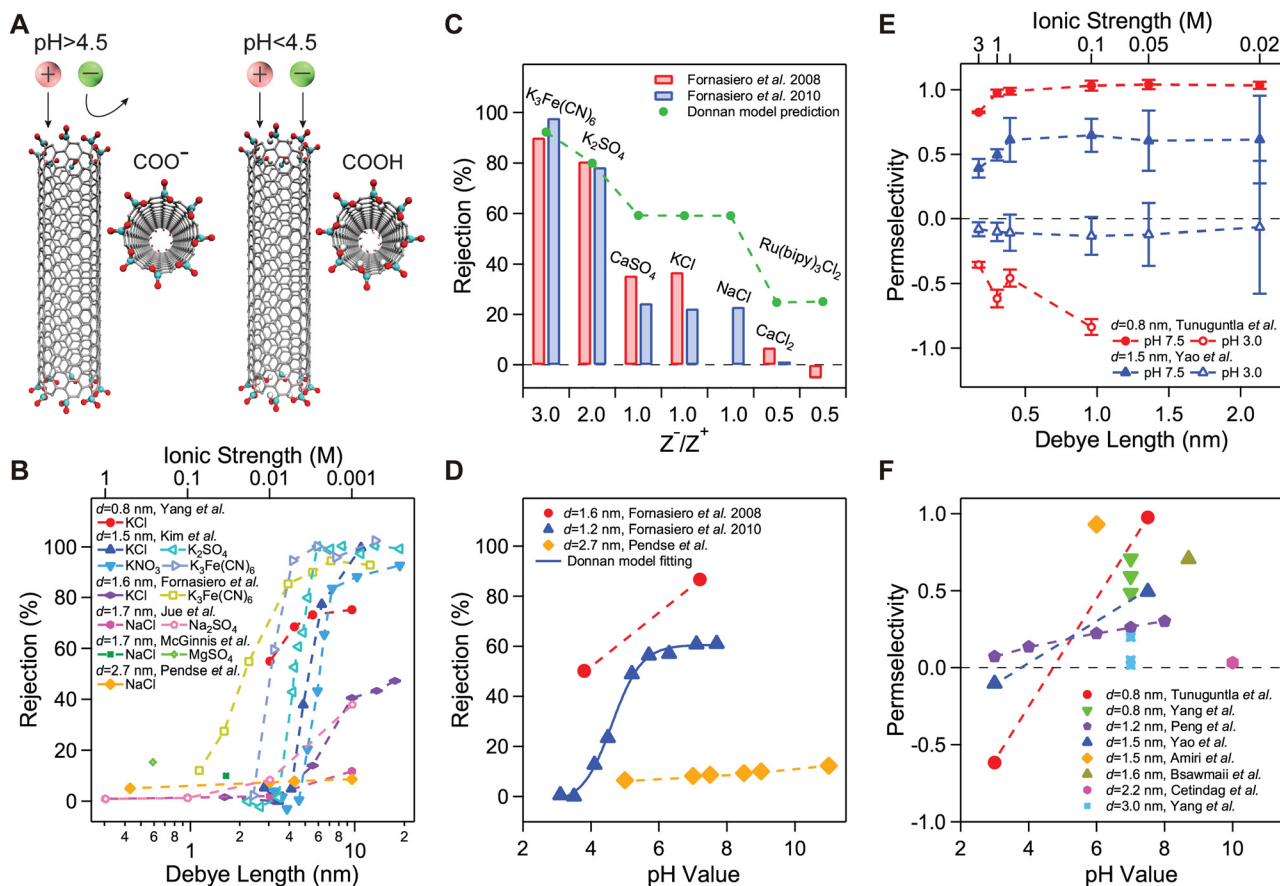 A
pH>4.5
pH<4.5
+
−
+
−
COO⁻
COOH
B
Ionic Strength (M)
1
0.1
0.01
0.001
d=0.8 nm, Yang et al.
KCl
d=1.5 nm, Kim et al.
KCl K₂SO₄
KNO₃ K₃Fe(CN)₆
d=1.6 nm, Fornasiero et al.
KCl K₃Fe(CN)₆
d=1.7 nm, Jue et al.
NaCl Na₂SO₄
d=1.7 nm, McGinnis et al.
NaCl MgSO₄
d=2.7 nm, Pendse et al.
NaCl
Rejection (%)
100
80
60
40
20
0
4 6 8 1 2 4 6 8 10 2
Debye Length (nm)
C
Fornasiero et al. 2008
Fornasiero et al. 2010
Donnan model prediction
K₃Fe(CN)₆
K₂SO₄
CaSO₄
KCl
NaCl
Ru(bipy)₃Cl₂
CaCl₂
Rejection (%)
100
80
60
40
20
0
3.0 2.0 1.0 1.0 1.0 0.5 0.5
Z⁻/Z⁺
D
d=1.6 nm, Fornasiero et al. 2008
d=1.2 nm, Fornasiero et al. 2010
d=2.7 nm, Pendse et al.
Donnan model fitting
Rejection (%)
100
80
60
40
20
0
2 4 6 8 10
pH Value
E
Ionic Strength (M)
3 1 0.1 0.05 0.02
Permselectivity
1.0
0.5
0.0
-0.5
-1.0
d=0.8 nm, Tunuguntla et al.
pH 7.5 pH 3.0
d=1.5 nm, Yao et al.
pH 7.5 pH 3.0
0.5 1.0 1.5 2.0
Debye Length (nm)
F
Permselectivity
1.0
0.5
0.0
-0.5
-1.0
d=0.8 nm, Tunuguntla et al.
d=0.8 nm, Yang et al.
d=1.2 nm, Peng et al.
d=1.5 nm, Yao et al.
d=1.5 nm, Amiri et al.
d=1.6 nm, Bsawmaii et al.
d=2.2 nm, Cetindag et al.
d=3.0 nm, Yang et al.
2 4 6 8 10
pH Value